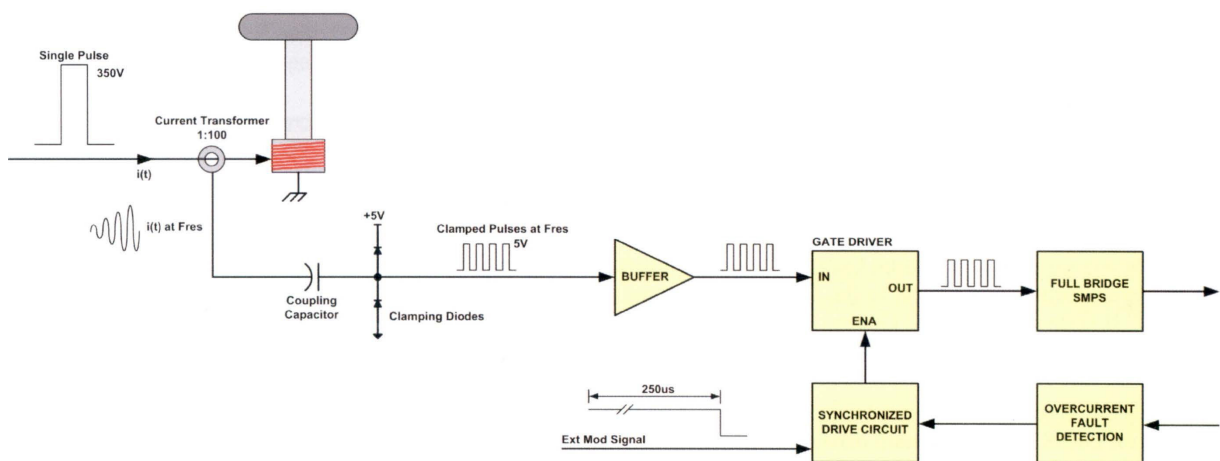 Single Pulse
350V
Current Transformer
1:100
i(t)
i(t) at Fres
+5V
Clamped Pulses at Fres
5V
Coupling
Capacitor
Clamping Diodes
BUFFER
GATE DRIVER
IN
OUT
ENA
FULL BRIDGE
SMPS
250us
Ext Mod Signal
SYNCHRONIZED
DRIVE CIRCUIT
OVERCURRENT
FAULT
DETECTION